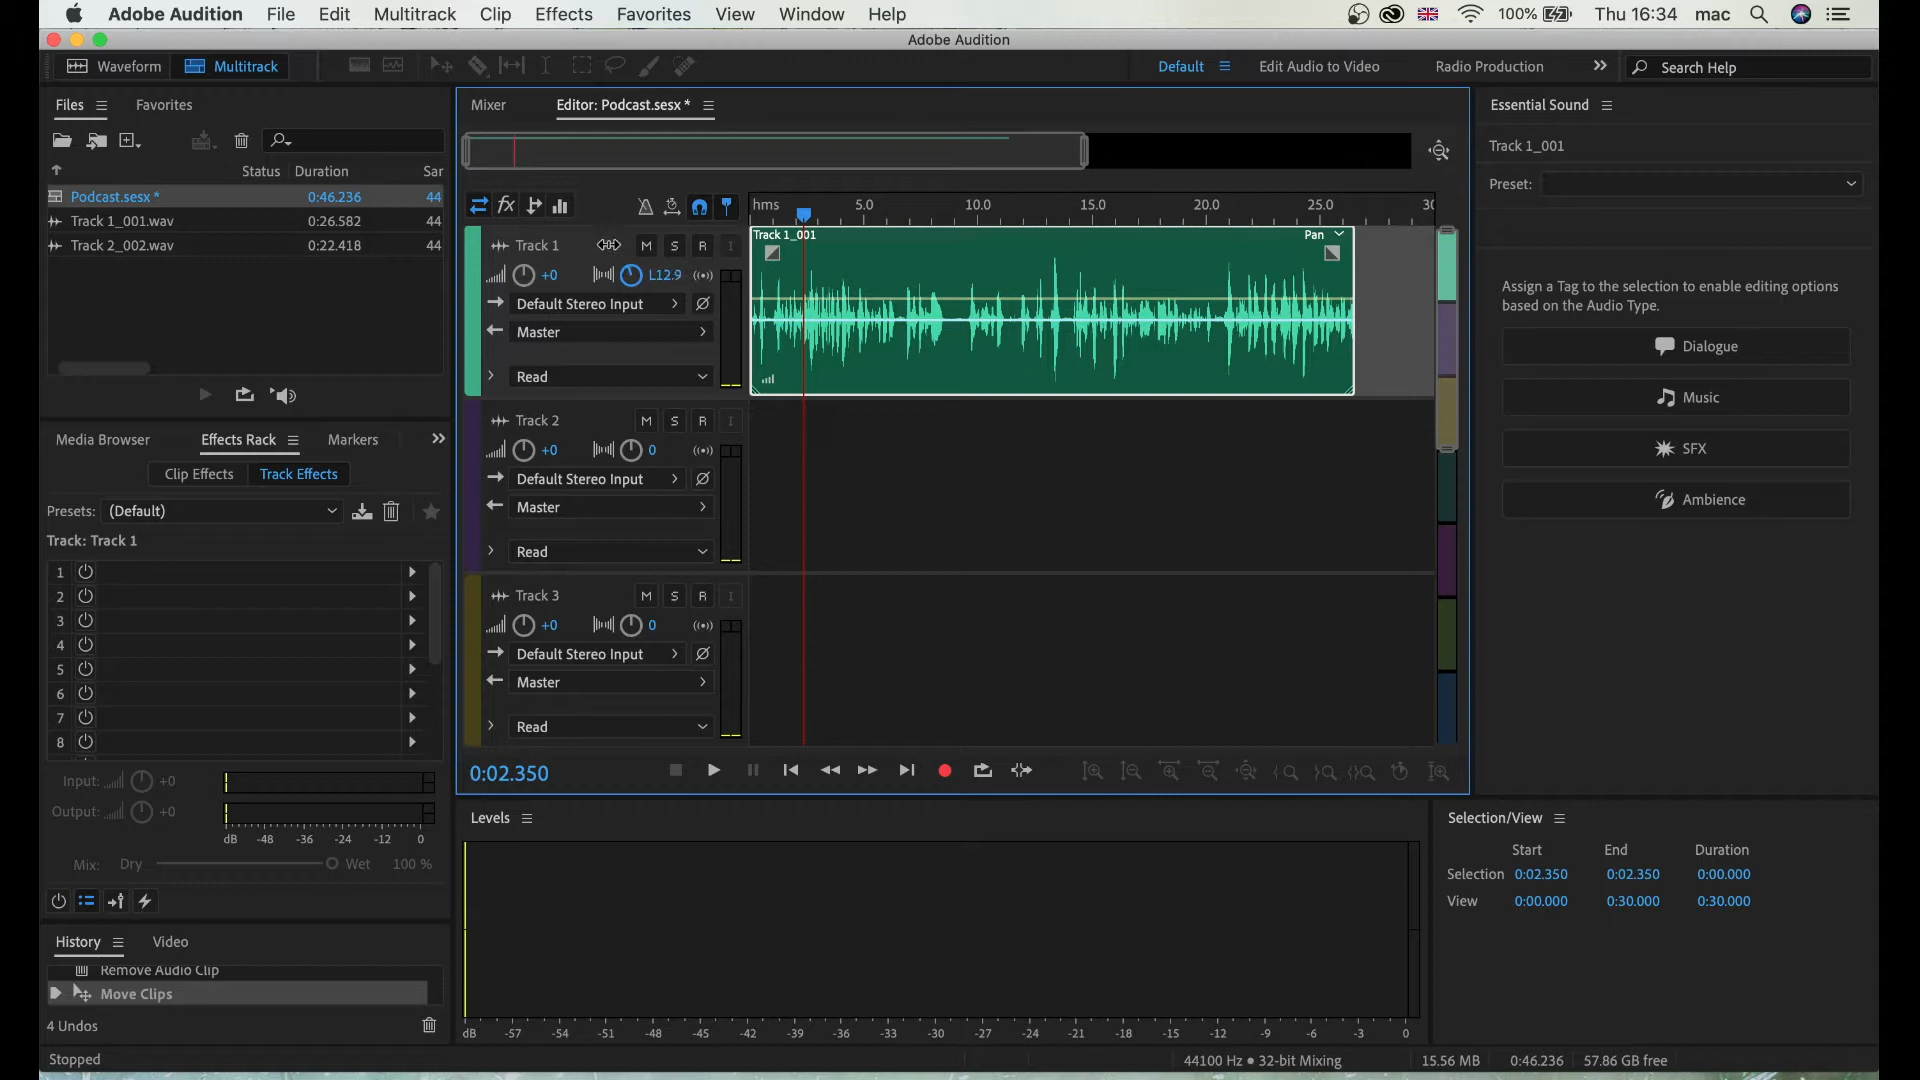 Adobe Audition File Edit Multitrack Clip Effects Favorites View Window Help 100% Thu 16:34 mac
Adobe Audition
Waveform Multitrack Default Edit Audio to Video Radio Production Search Help
Files Favorites
Status Duration Sar
Podcast.sesx * 0:46.236 44
Track 1_001.wav 0:26.582 44
Track 2_002.wav 0:22.418 44
Media Browser Effects Rack Markers
Clip Effects Track Effects
Presets: (Default)
Track: Track 1
1
2
3
4
5
6
7
8
Input: +0
Output: +0
dB -48 -36 -24 -12 0
Mix: Dry Wet 100 %
History Video
Remove Audio Clip
Move Clips
4 Undos
Stopped
Mixer Editor: Podcast.sesx *
fx hms 5.0 10.0 15.0 20.0 25.0 30
Track 1 M S R I
+0 L12.9
Default Stereo Input
Master
Read
Track 1_001 Pan
Track 2 M S R I
+0 0
Default Stereo Input
Master
Read
Track 3 M S R I
+0 0
Default Stereo Input
Master
Read
0:02.350
Levels
dB -57 -54 -51 -48 -45 -42 -39 -36 -33 -30 -27 -24 -21 -18 -15 -12 -9 -6 -3 0
Essential Sound
Track 1_001
Preset:
Assign a Tag to the selection to enable editing options
based on the Audio Type.
Dialogue
Music
SFX
Ambience
Selection/View
Start End Duration
Selection 0:02.350 0:02.350 0:00.000
View 0:00.000 0:30.000 0:30.000
44100 Hz ● 32-bit Mixing 15.56 MB 0:46.236 57.86 GB free